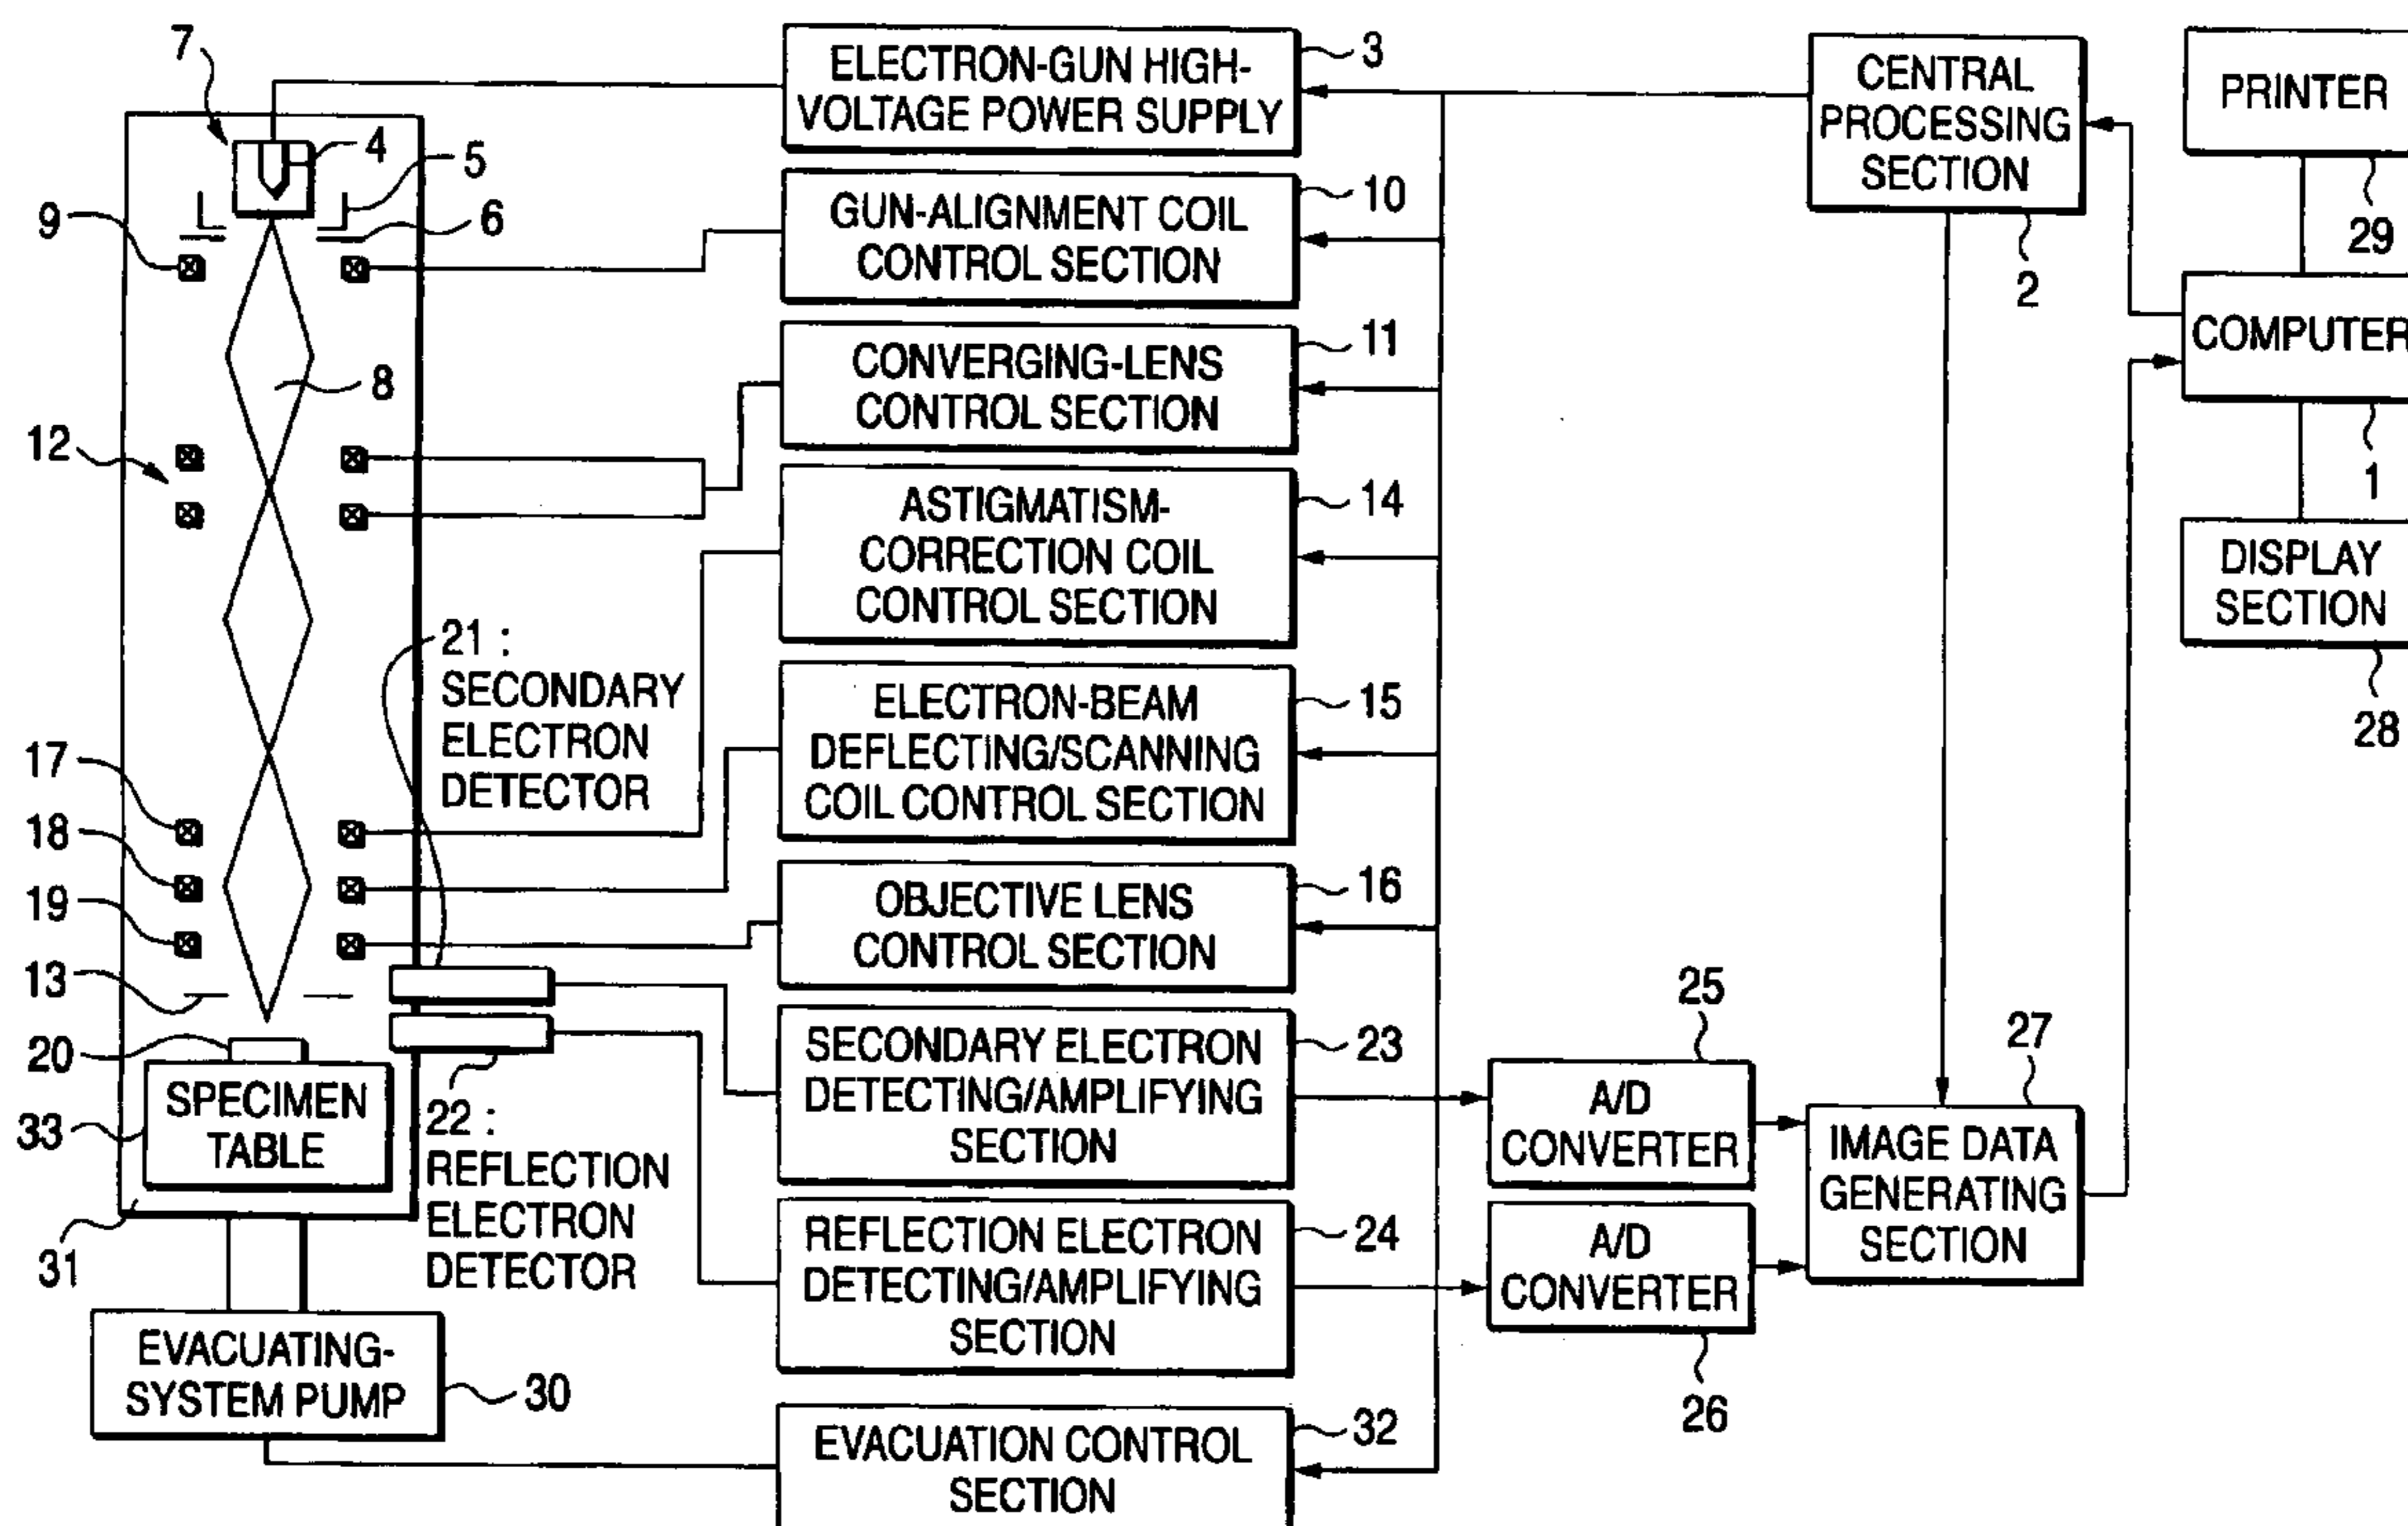 7
4
5
6
9
8
12
17
18
19
13
20
33
31
SPECIMEN
TABLE
EVACUATING-
SYSTEM PUMP
30
21 :
SECONDARY
ELECTRON
DETECTOR
22 :
REFLECTION
ELECTRON
DETECTOR
ELECTRON-GUN HIGH-
VOLTAGE POWER SUPPLY
3
GUN-ALIGNMENT COIL
CONTROL SECTION
10
CONVERGING-LENS
CONTROL SECTION
11
ASTIGMATISM-
CORRECTION COIL
CONTROL SECTION
14
ELECTRON-BEAM
DEFLECTING/SCANNING
COIL CONTROL SECTION
15
OBJECTIVE LENS
CONTROL SECTION
16
SECONDARY ELECTRON
DETECTING/AMPLIFYING
SECTION
23
REFLECTION ELECTRON
DETECTING/AMPLIFYING
SECTION
24
EVACUATION CONTROL
SECTION
32
A/D
CONVERTER
25
A/D
CONVERTER
26
IMAGE DATA
GENERATING
SECTION
27
CENTRAL
PROCESSING
SECTION
2
PRINTER
29
COMPUTER
1
DISPLAY
SECTION
28